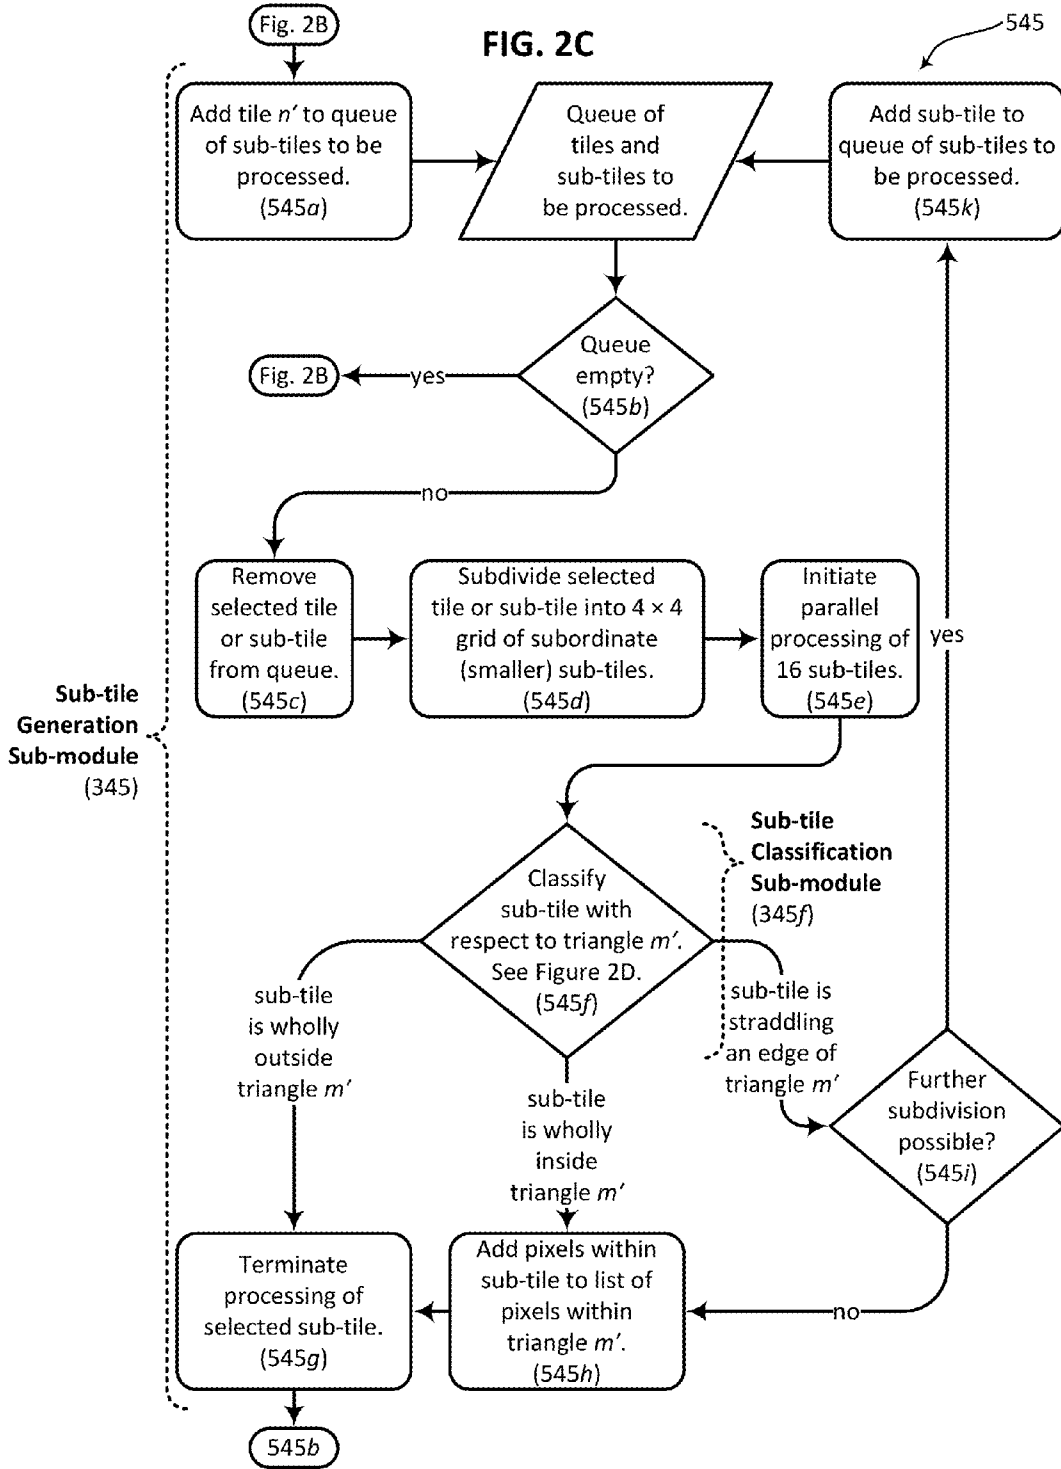 Fig. 2B
FIG. 2C
545
Add tile n′ to queue
of sub-tiles to be
processed.
(545a)
Queue of
tiles and
sub-tiles to
be processed.
Add sub-tile to
queue of sub-tiles to
be processed.
(545k)
Queue
empty?
(545b)
yes
Fig. 2B
no
Remove
selected tile
or sub-tile
from queue.
(545c)
Subdivide selected
tile or sub-tile into 4 × 4
grid of subordinate
(smaller) sub-tiles.
(545d)
Initiate
parallel
processing of
16 sub-tiles.
(545e)
yes
Sub-tile
Generation
Sub-module
(345)
Sub-tile
Classification
Sub-module
(345f)
Classify
sub-tile with
respect to triangle m′.
See Figure 2D.
(545f)
sub-tile
is wholly
outside
triangle m′
sub-tile is
straddling
an edge of
triangle m′
sub-tile
is wholly
inside
triangle m′
Further
subdivision
possible?
(545i)
Terminate
processing of
selected sub-tile.
(545g)
Add pixels within
sub-tile to list of
pixels within
triangle m′.
(545h)
no
545b